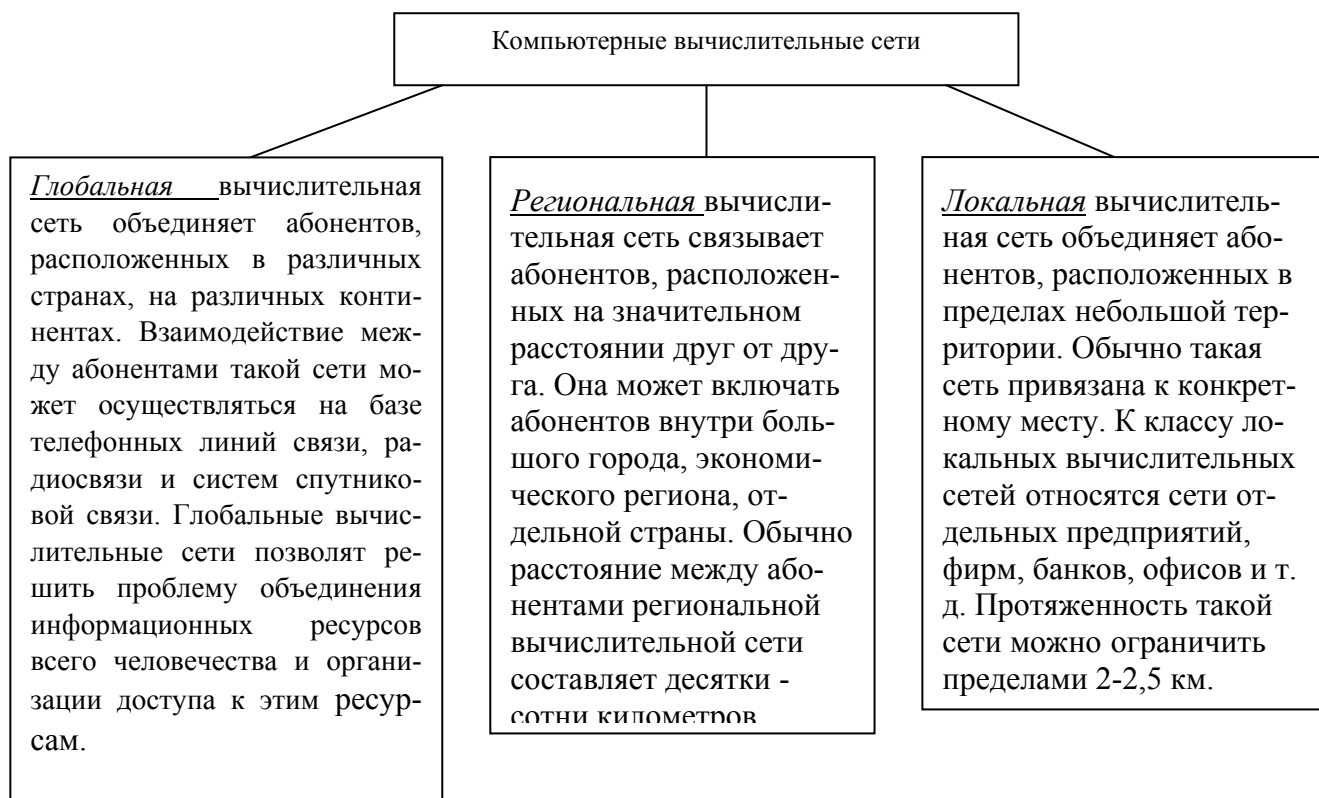 Компьютерные вычислительные сети
Глобальная вычислительная
сеть объединяет абонентов,
расположенных в различных
странах, на различных конти-
нентах. Взаимодействие меж-
ду абонентами такой сети мо-
жет осуществляться на базе
телефонных линий связи, ра-
диосвязи и систем спутнико-
вой связи. Глобальные вычис-
лительные сети позволят ре-
шить проблему объединения
информационных ресурсов
всего человечества и органи-
зации доступа к этим ресур-
сам.
Региональная вычисли-
тельная сеть связывает
абонентов, расположен-
ных на значительном
расстоянии друг от дру-
га. Она может включать
абонентов внутри боль-
шого города, экономи-
ческого региона, от-
дельной страны. Обычно
расстояние между або-
нентами региональной
вычислительной сети
составляет десятки -
сотни километров
Локальная вычислитель-
ная сеть объединяет або-
нентов, расположенных в
пределах небольшой тер-
ритории. Обычно такая
сеть привязана к конкрет-
ному месту. К классу ло-
кальных вычислительных
сетей относятся сети от-
дельных предприятий,
фирм, банков, офисов и т.
д. Протяженность такой
сети можно ограничить
пределами 2-2,5 км.